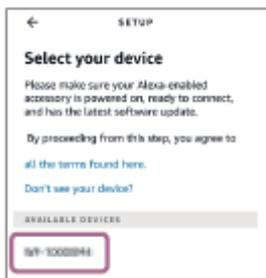 SETUP
Select your device
Please make sure your Alexa-enabled
accessory is powered on, ready to connect,
and has the latest software update.
By proceeding from this step, you agree to
all the terms found here.
Don't see your device?
AVAILABLE DEVICES